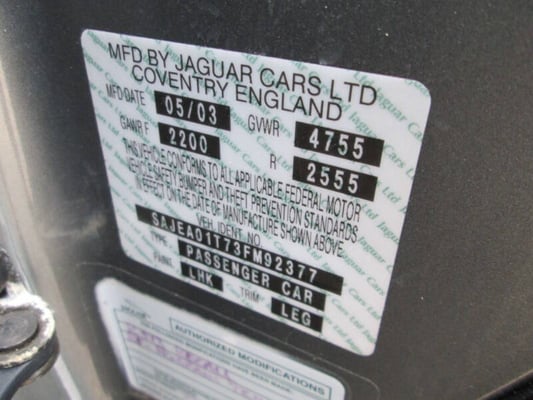 MFD BY JAGUAR CARS LTD
COVENTRY ENGLAND
MFD-DATE 05/03 GVWR 4755
GAWR F 2200 R 2555
THIS VEHICLE CONFORMS TO ALL APPLICABLE FEDERAL MOTOR
VEHICLE SAFETY BUMPER AND THEFT PREVENTION STANDARDS
IN EFFECT ON THE DATE OF MANUFACTURE SHOWN ABOVE.
VEH. IDENT NO.
SAJEA01T73FM92377
TYPE PASSENGER CAR
PAINT LHK TRIM LEG
AUTHORIZED MODIFICATIONS